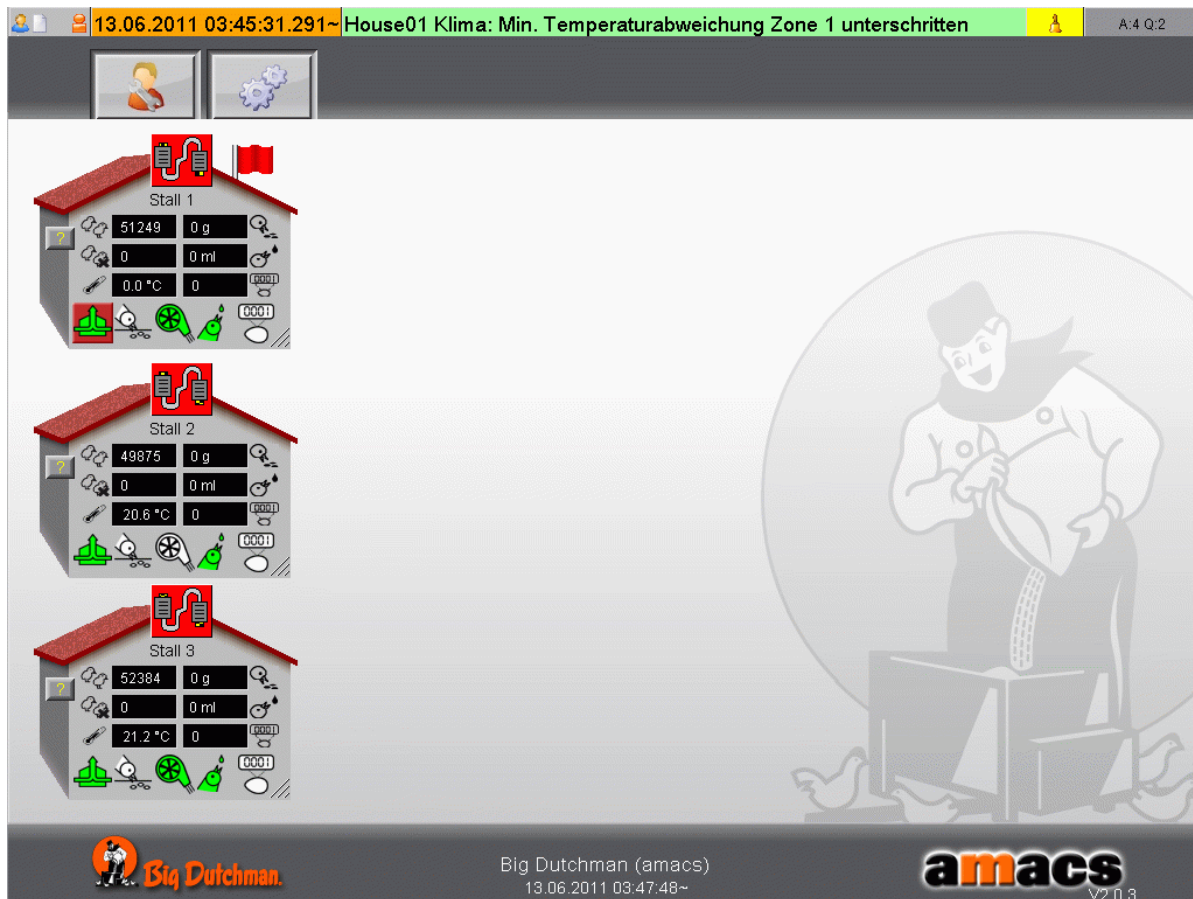 13.06.2011 03:45:31.291~ House01 Klima: Min. Temperaturabweichung Zone 1 unterschritten A:4 Q:2
Stall 1
? 51249 0 g
0 0 ml
0.0 °C 0 0001
0001
Stall 2
? 49875 0 g
0 0 ml
20.6 °C 0 0001
0001
Stall 3
? 52384 0 g
0 0 ml
21.2 °C 0 0001
0001
Big Dutchman.
Big Dutchman (amacs)
13.06.2011 03:47:48~
amacs
V2.0.3